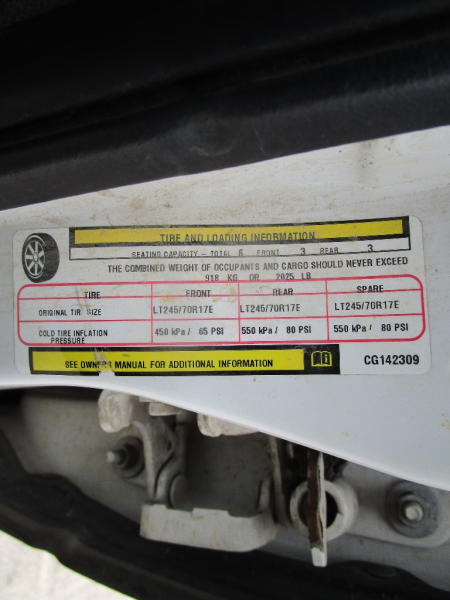 TIRE AND LOADING INFORMATION
SEATING CAPACITY - TOTAL 6 FRONT 3 REAR 3
THE COMBINED WEIGHT OF OCCUPANTS AND CARGO SHOULD NEVER EXCEED
918 KG OR 2025 LB
TIRE FRONT REAR SPARE
ORIGINAL TIR SIZE LT245/70R17E LT245/70R17E LT245/70R17E
COLD TIRE INFLATION PRESSURE 450 kPa / 65 PSI 550 kPa / 80 PSI 550 kPa / 80 PSI
SEE OWNERS MANUAL FOR ADDITIONAL INFORMATION
CG142309